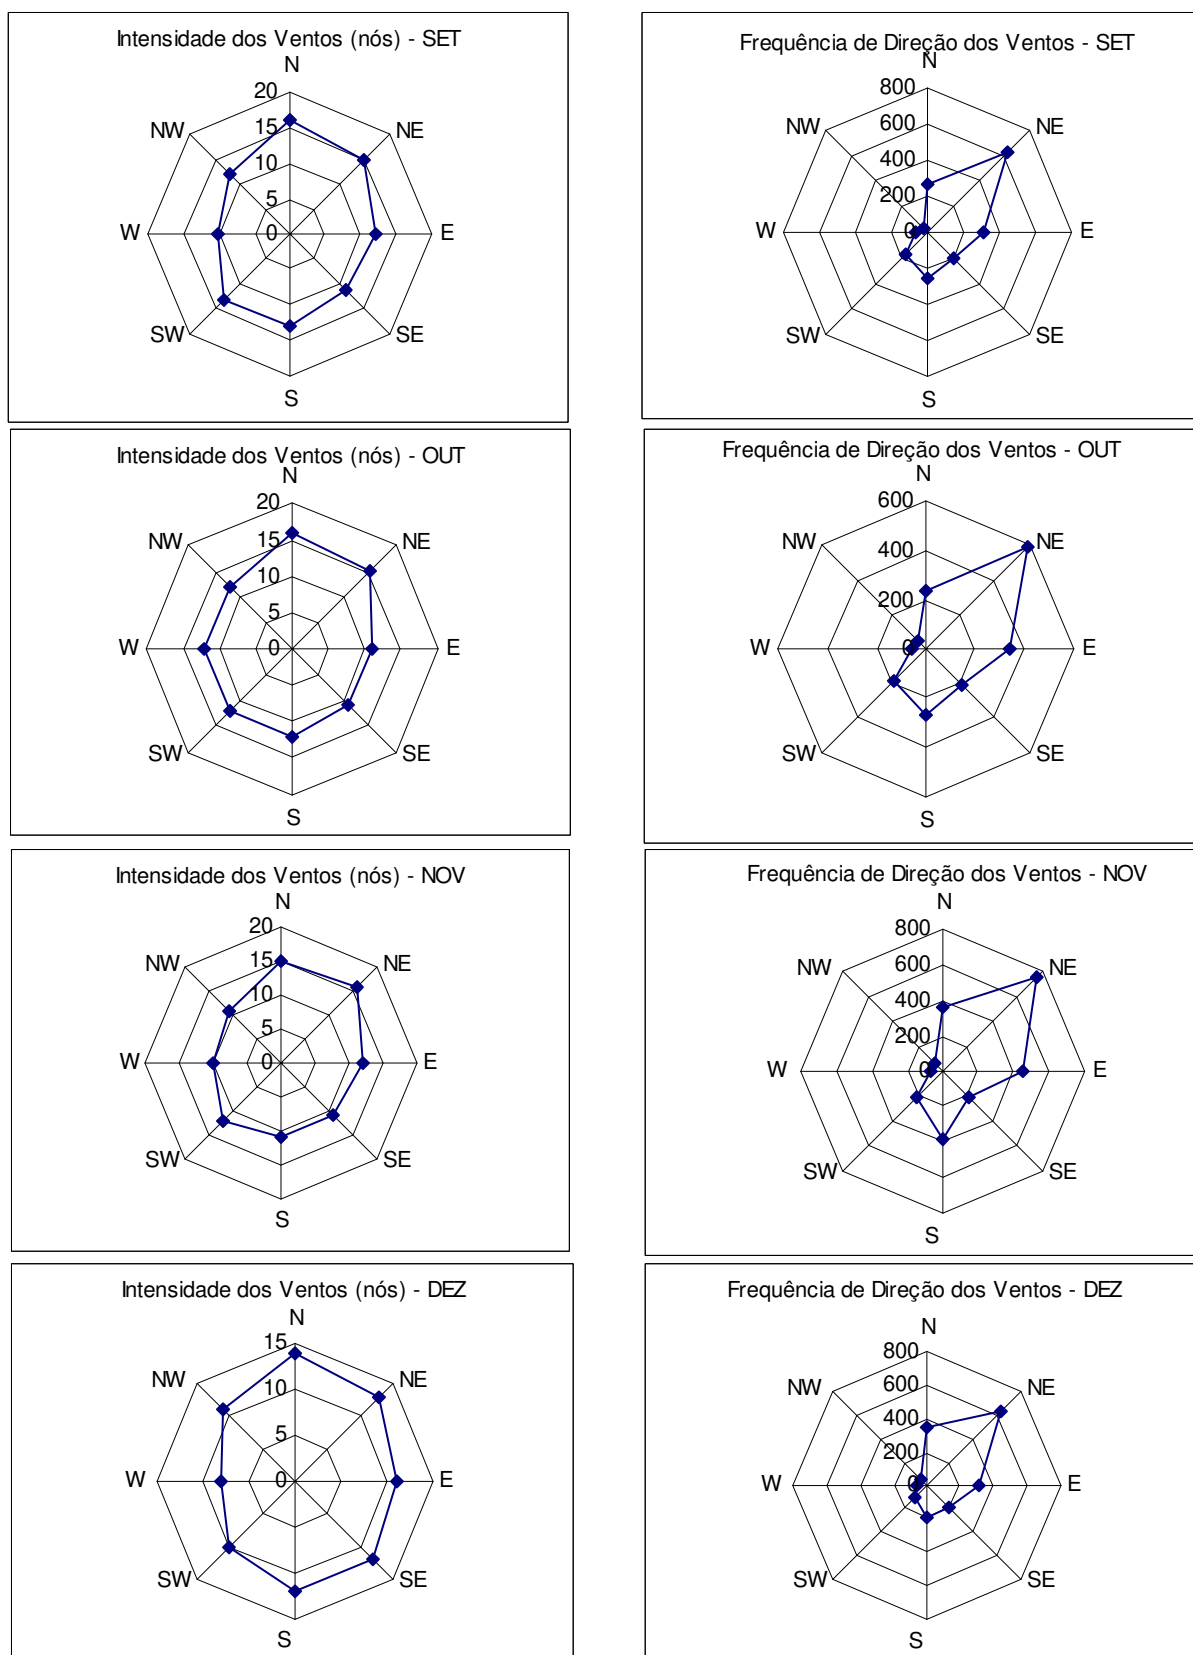 Intensidade dos Ventos (nós) - SET
N
20
15
10
5
0
NW
NE
W
E
SW
SE
S
Frequência de Direção dos Ventos - SET
N
800
600
400
200
0
NW
NE
W
E
SW
SE
S
Intensidade dos Ventos (nós) - OUT
N
20
15
10
5
0
NW
NE
W
E
SW
SE
S
Frequência de Direção dos Ventos - OUT
N
600
400
200
0
NW
NE
W
E
SW
SE
S
Intensidade dos Ventos (nós) - NOV
N
20
15
10
5
0
NW
NE
W
E
SW
SE
S
Frequência de Direção dos Ventos - NOV
N
800
600
400
200
0
NW
NE
W
E
SW
SE
S
Intensidade dos Ventos (nós) - DEZ
N
15
10
5
0
NW
NE
W
E
SW
SE
S
Frequência de Direção dos Ventos - DEZ
N
800
600
400
200
0
NW
NE
W
E
SW
SE
S